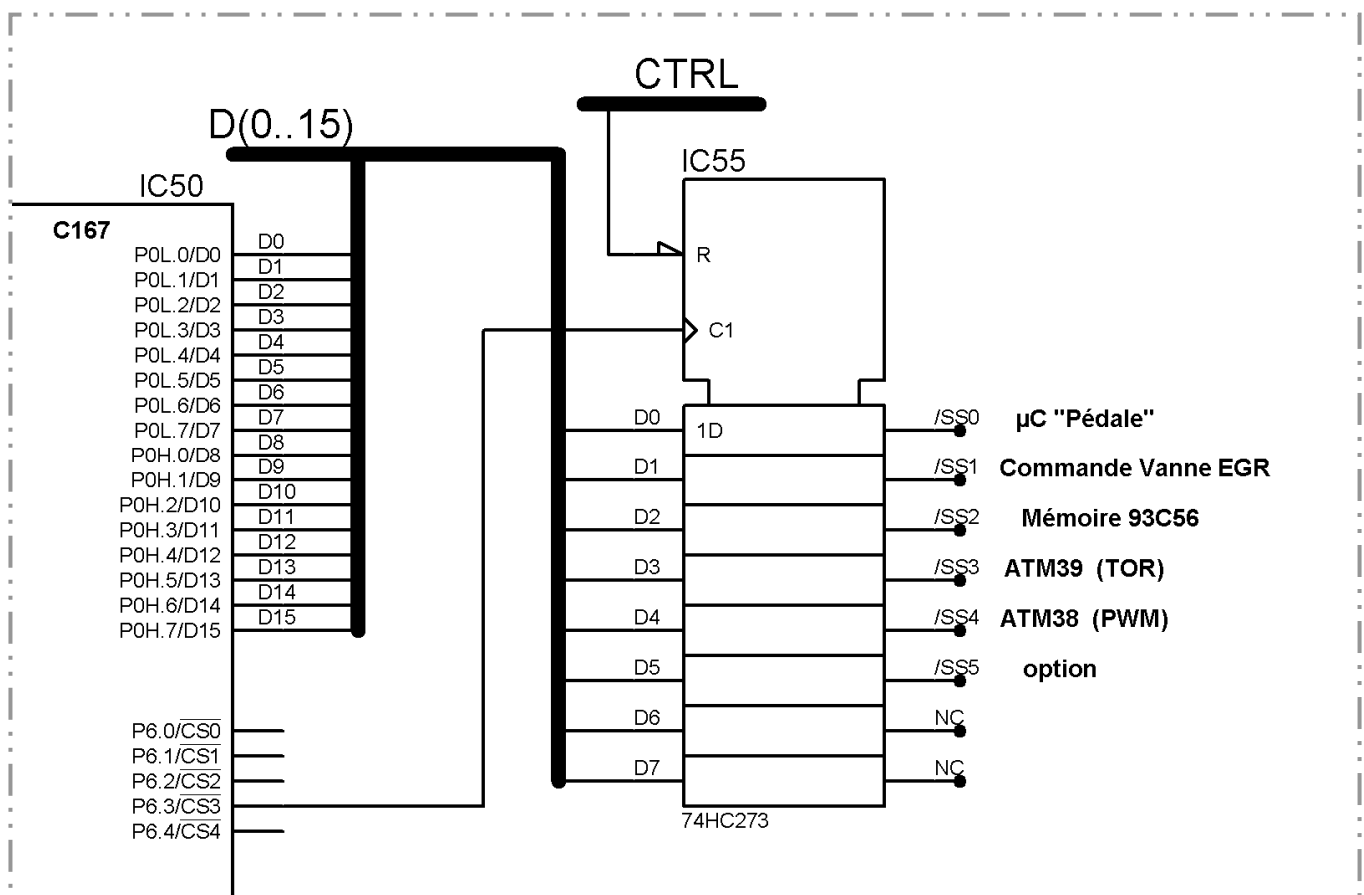 CTRL
D(0..15)
IC50
C167
P0L.0/D0 D0
P0L.1/D1 D1
P0L.2/D2 D2
P0L.3/D3 D3
P0L.4/D4 D4
P0L.5/D5 D5
P0L.6/D6 D6
P0L.7/D7 D7
P0H.0/D8 D8
P0H.1/D9 D9
P0H.2/D10 D10
P0H.3/D11 D11
P0H.4/D12 D12
P0H.5/D13 D13
P0H.6/D14 D14
P0H.7/D15 D15
P6.0/CS0
P6.1/CS1
P6.2/CS2
P6.3/CS3
P6.4/CS4
IC55
R
C1
D0 1D /SS0 µC "Pédale"
D1 /SS1 Commande Vanne EGR
D2 /SS2 Mémoire 93C56
D3 /SS3 ATM39 (TOR)
D4 /SS4 ATM38 (PWM)
D5 /SS5 option
D6 NC
D7 NC
74HC273